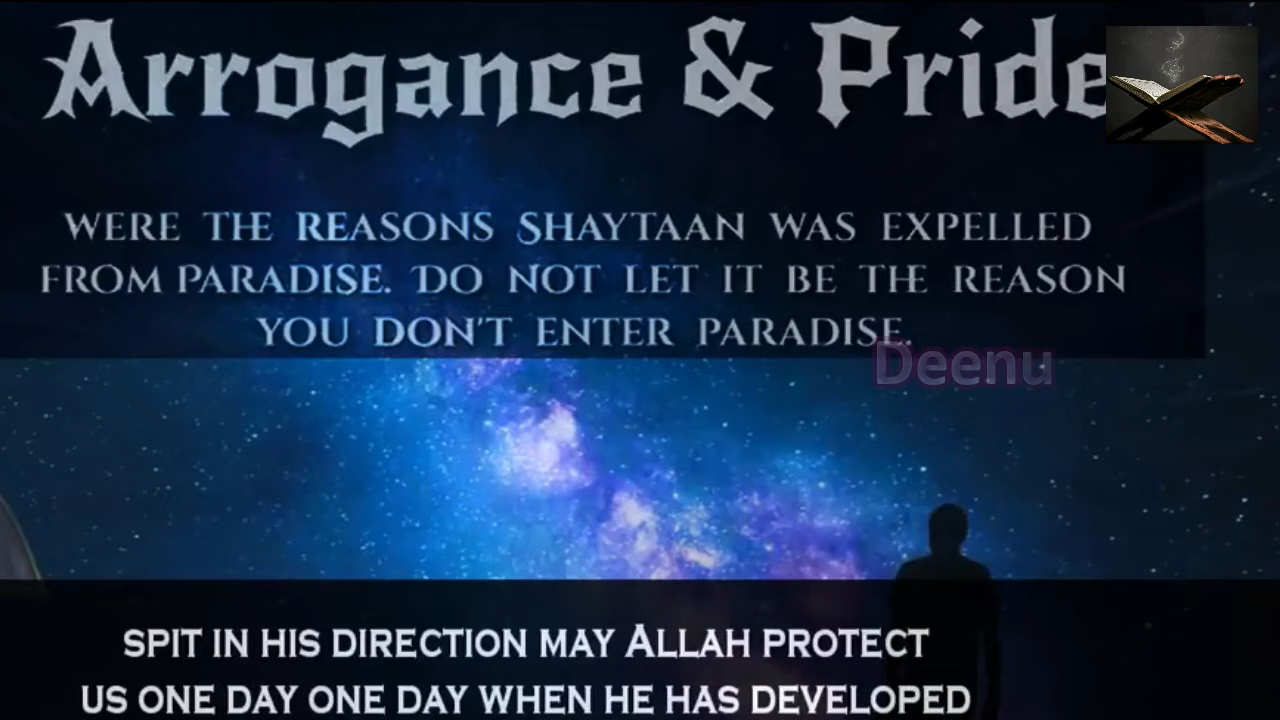 Arrogance & Pride
WERE THE REASONS SHAYTAAN WAS EXPELLED
FROM PARADISE. DO NOT LET IT BE THE REASON
YOU DON'T ENTER PARADISE.
Deenu
SPIT IN HIS DIRECTION MAY ALLAH PROTECT
US ONE DAY ONE DAY WHEN HE HAS DEVELOPED